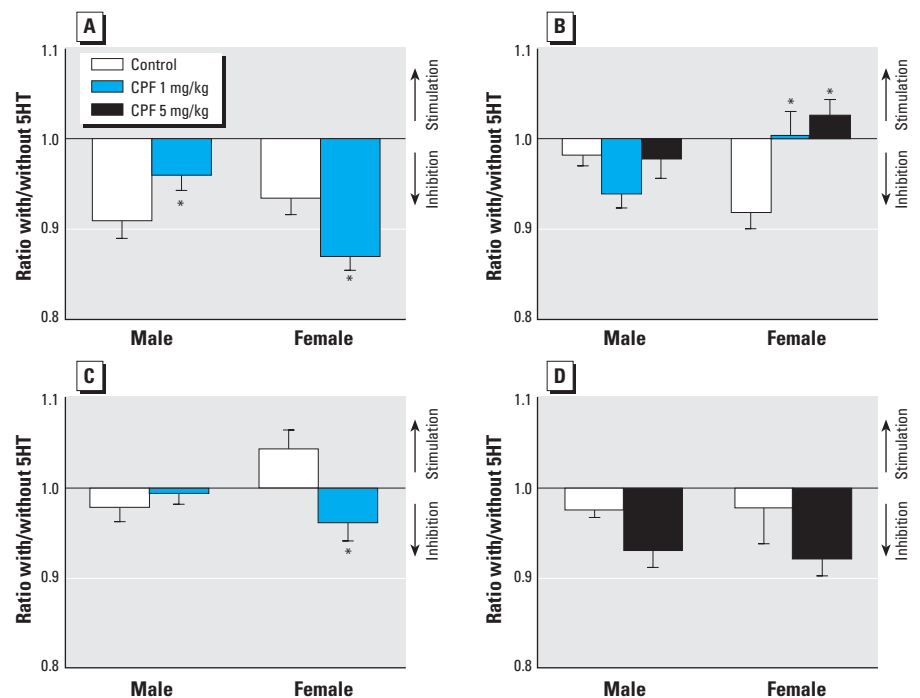 A
Ratio with/without 5HT
1.1
1.0
0.9
0.8
Control
CPF 1 mg/kg
CPF 5 mg/kg
*
*
Male
Female
Stimulation
Inhibition
B
Ratio with/without 5HT
1.1
1.0
0.9
0.8
*
*
Male
Female
Stimulation
Inhibition
C
Ratio with/without 5HT
1.1
1.0
0.9
0.8
*
Male
Female
Stimulation
Inhibition
D
Ratio with/without 5HT
1.1
1.0
0.9
0.8
Male
Female
Stimulation
Inhibition